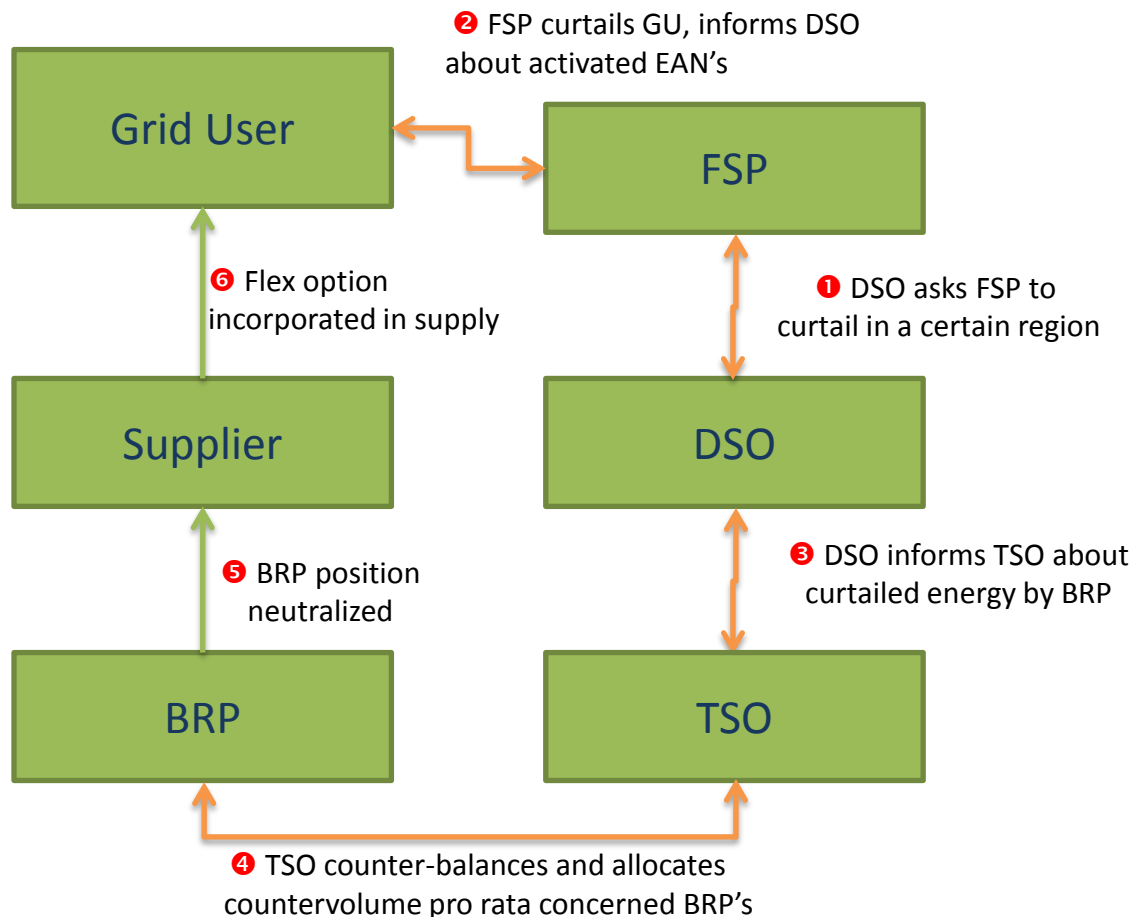 ❷ FSP curtails GU, informs DSO
about activated EAN’s
Grid User
FSP
❻ Flex option
incorporated in supply
❶ DSO asks FSP to
curtail in a certain region
Supplier
DSO
❺ BRP position
neutralized
❸ DSO informs TSO about
curtailed energy by BRP
BRP
TSO
❹ TSO counter-balances and allocates
countervolume pro rata concerned BRP’s